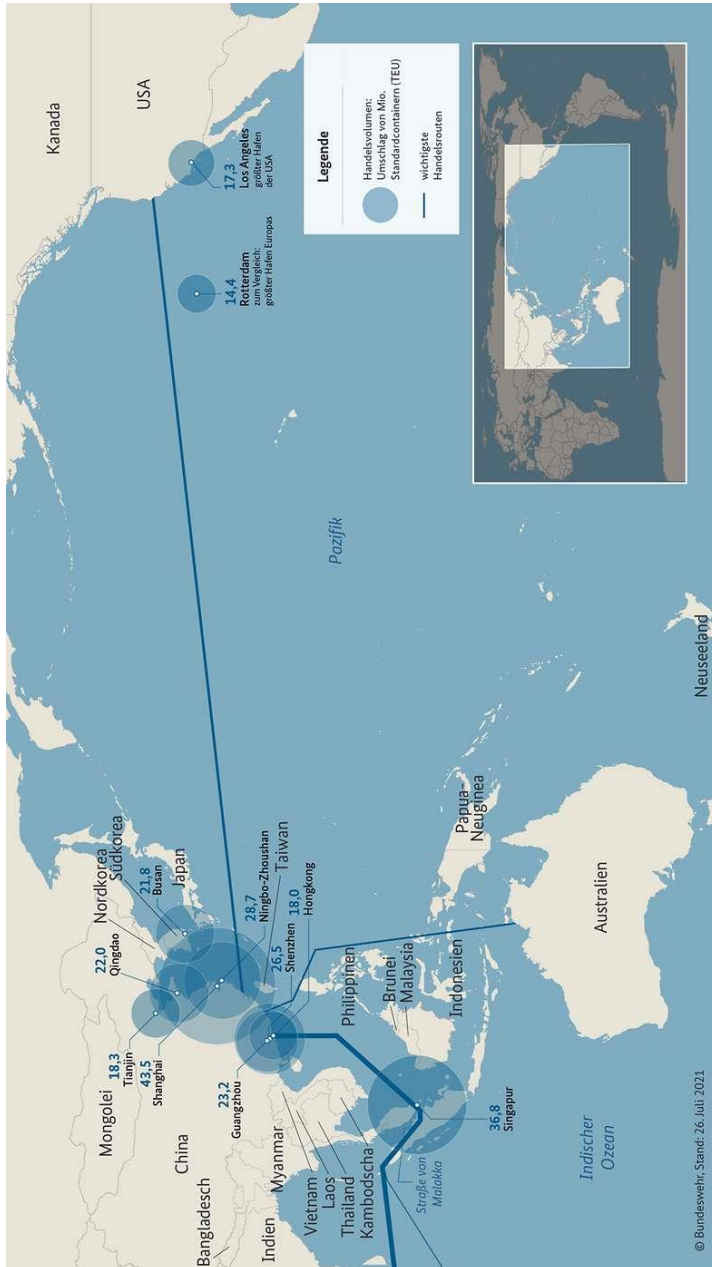 Kanada
USA
17,3
Los Angeles
größter Hafen
der USA
14,4
Rotterdam
zum Vergleich:
größter Hafen Europas
Legende
Handelsvolumen:
Umschlag von Mio.
Standardcontainern (TEU)
wichtigste
Handelsrouten
Pazifik
Mongolei
China
Nordkorea
Südkorea
Japan
22,0
Qingdao
21,8
Busan
18,3
Tianjin
43,5
Shanghai
28,7
Ningbo-Zhoushan
Taiwan
23,2
Guangzhou
26,5
Shenzhen
18,0
Hongkong
Bangladesch
Indien
Myanmar
Vietnam
Laos
Thailand
Kambodscha
Philippinen
Brunei
Malaysia
Indonesien
Papua-
Neuginea
Straße von
Malakka
36,8
Singapur
Indischer
Ozean
Australien
Neuseeland
© Bundeswehr, Stand: 26. Juli 2021